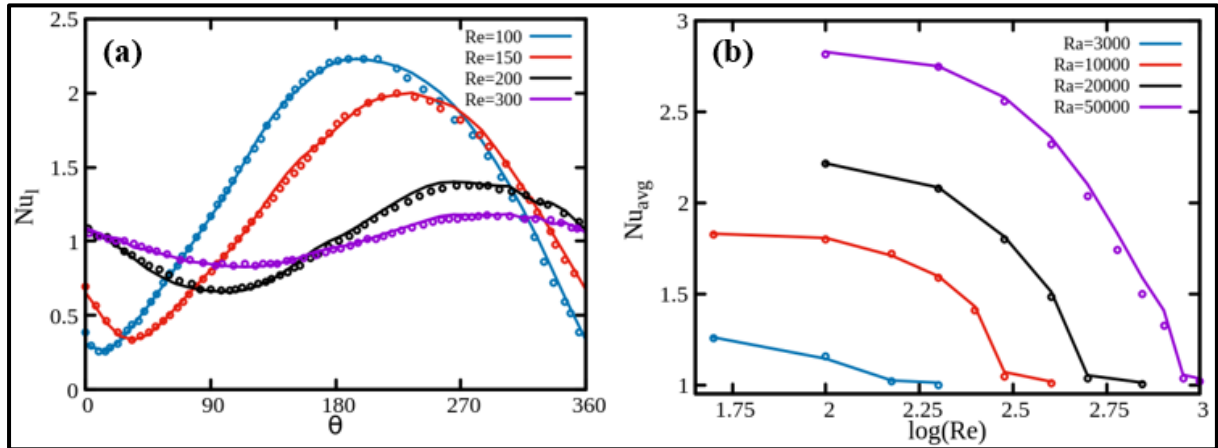 (a)
Re=100
Re=150
Re=200
Re=300
2.5
2
1.5
1
0.5
0
Nu_l
0 90 180 270 360
θ
(b)
Ra=3000
Ra=10000
Ra=20000
Ra=50000
3
2.5
2
1.5
1
Nu_avg
1.75 2 2.25 2.5 2.75 3
log(Re)